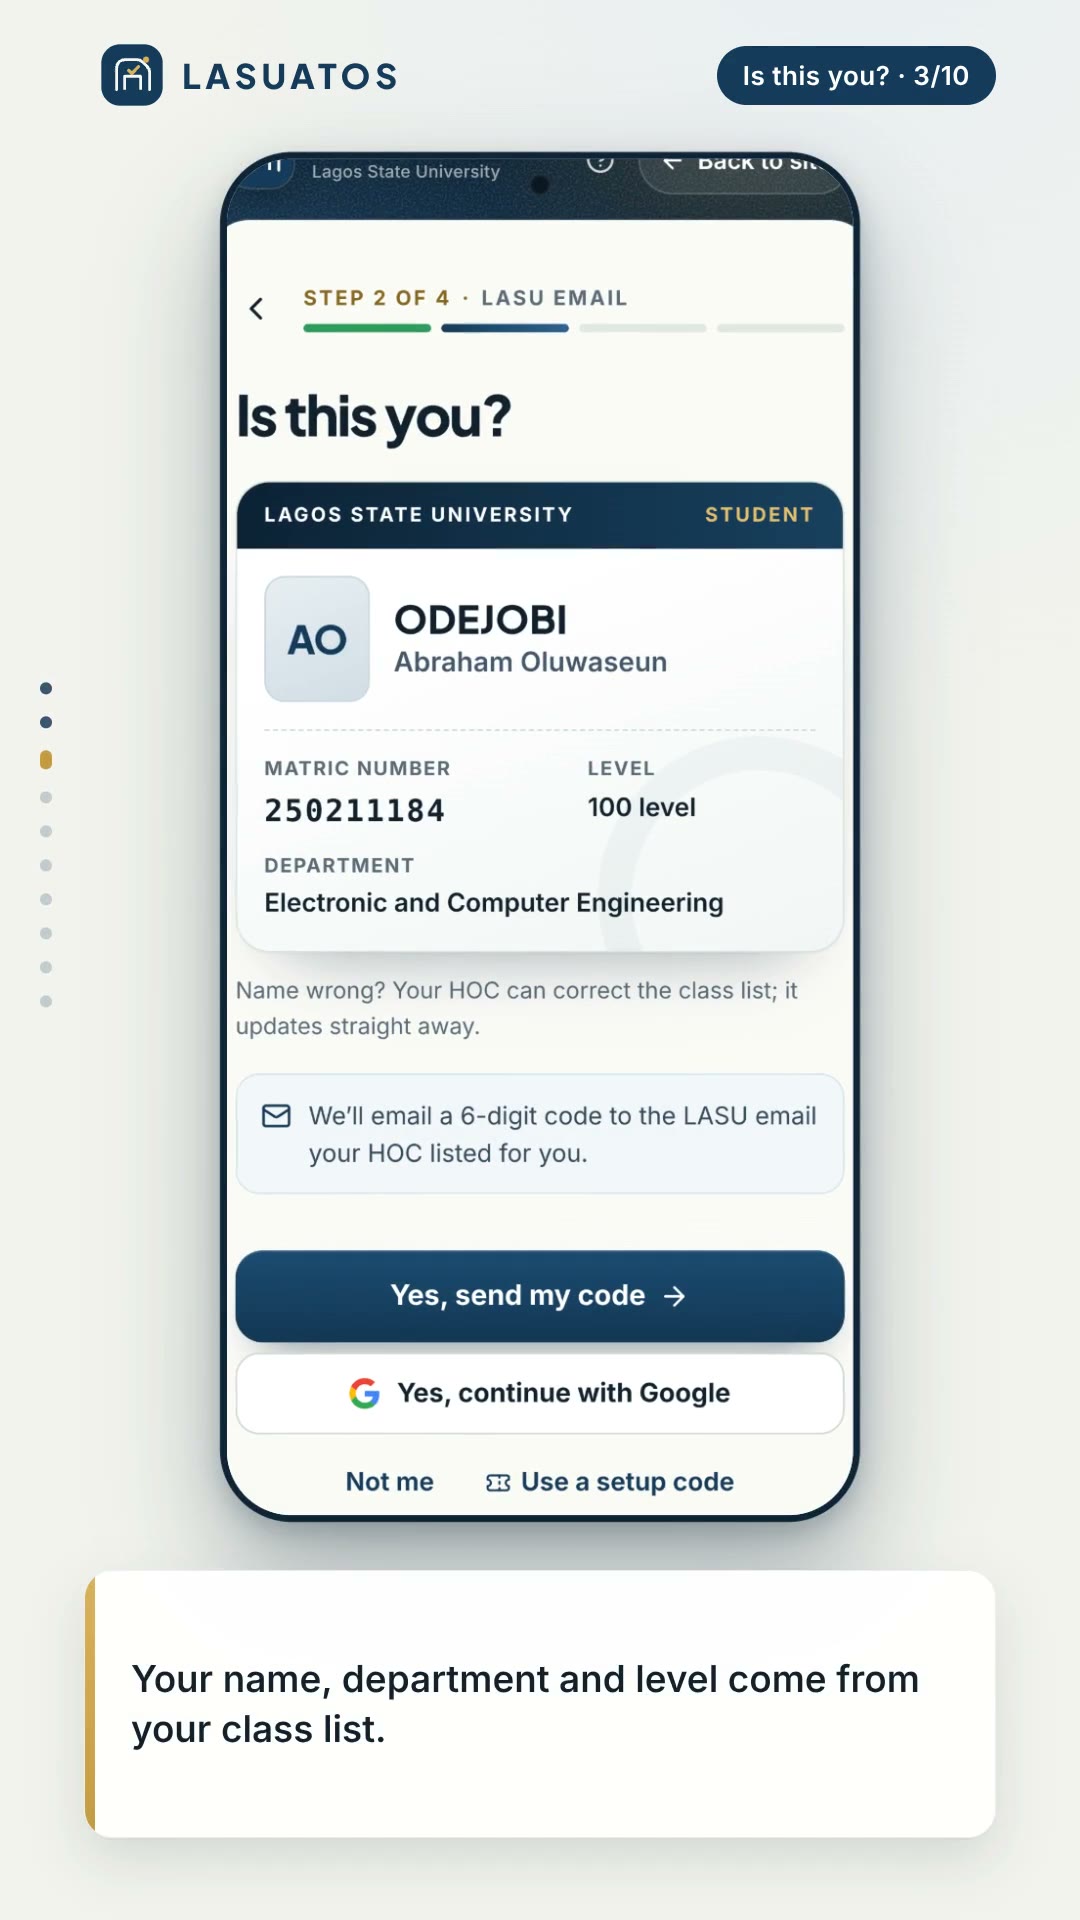 LASUATOS
Is this you? · 3/10
Lagos State University
Back to
STEP 2 OF 4 · LASU EMAIL
Is this you?
LAGOS STATE UNIVERSITY
STUDENT
AO
ODEJOBI
Abraham Oluwaseun
MATRIC NUMBER
LEVEL
250211184
100 level
DEPARTMENT
Electronic and Computer Engineering
Name wrong? Your HOC can correct the class list; it
updates straight away.
We’ll email a 6-digit code to the LASU email
your HOC listed for you.
Yes, send my code
Yes, continue with Google
Not me
Use a setup code
Your name, department and level come from
your class list.